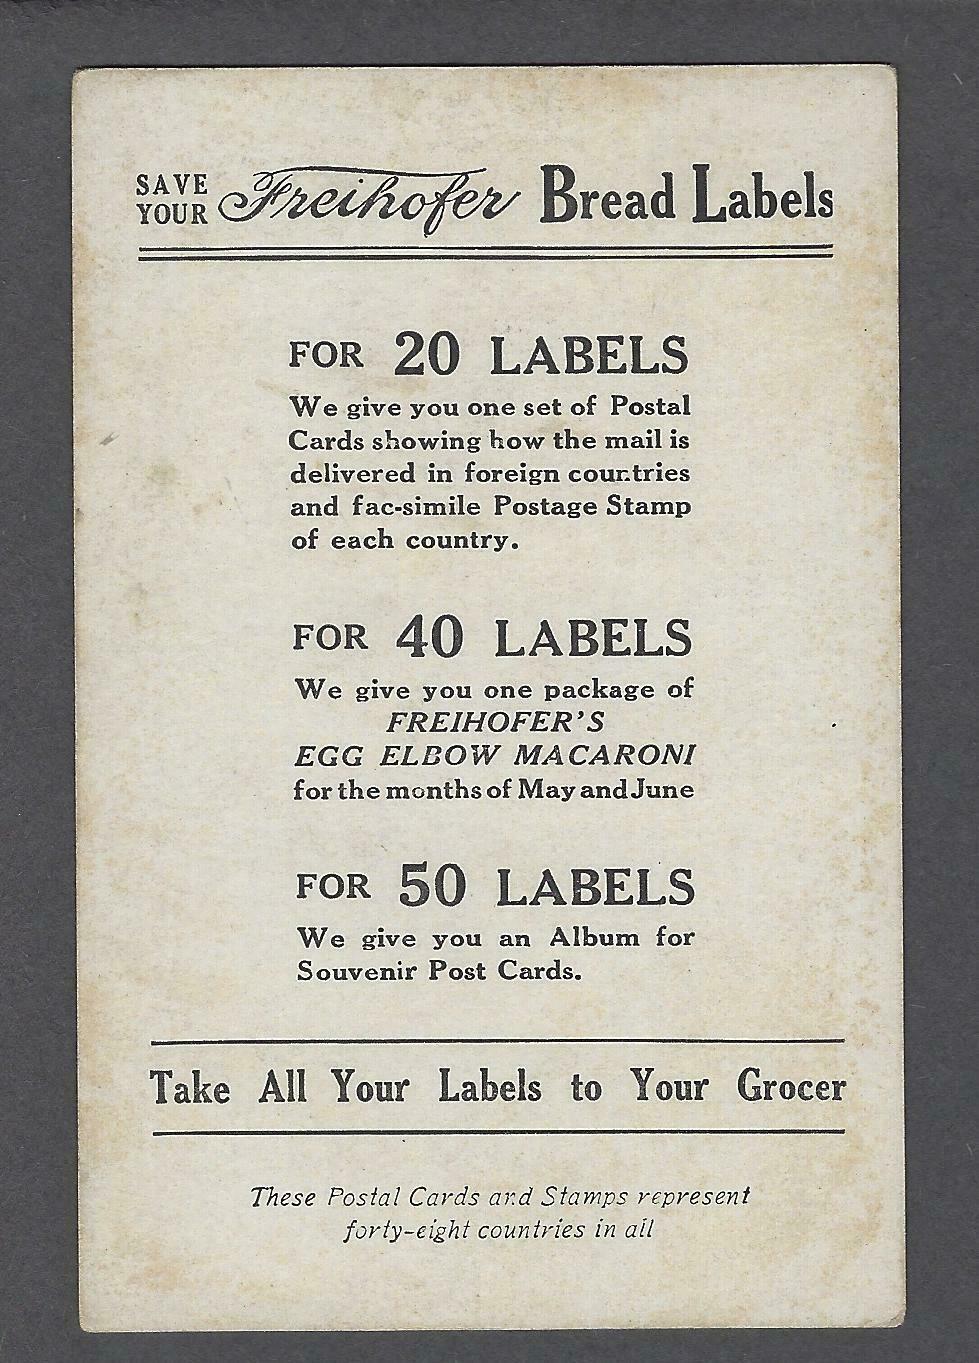 SAVE YOUR Freihofer Bread Labels
FOR 20 LABELS
We give you one set of Postal
Cards showing how the mail is
delivered in foreign countries
and fac-simile Postage Stamp
of each country.
FOR 40 LABELS
We give you one package of
FREIHOFER'S
EGG ELBOW MACARONI
for the months of May and June
FOR 50 LABELS
We give you an Album for
Souvenir Post Cards.
Take All Your Labels to Your Grocer
These Postal Cards and Stamps represent
forty-eight countries in all